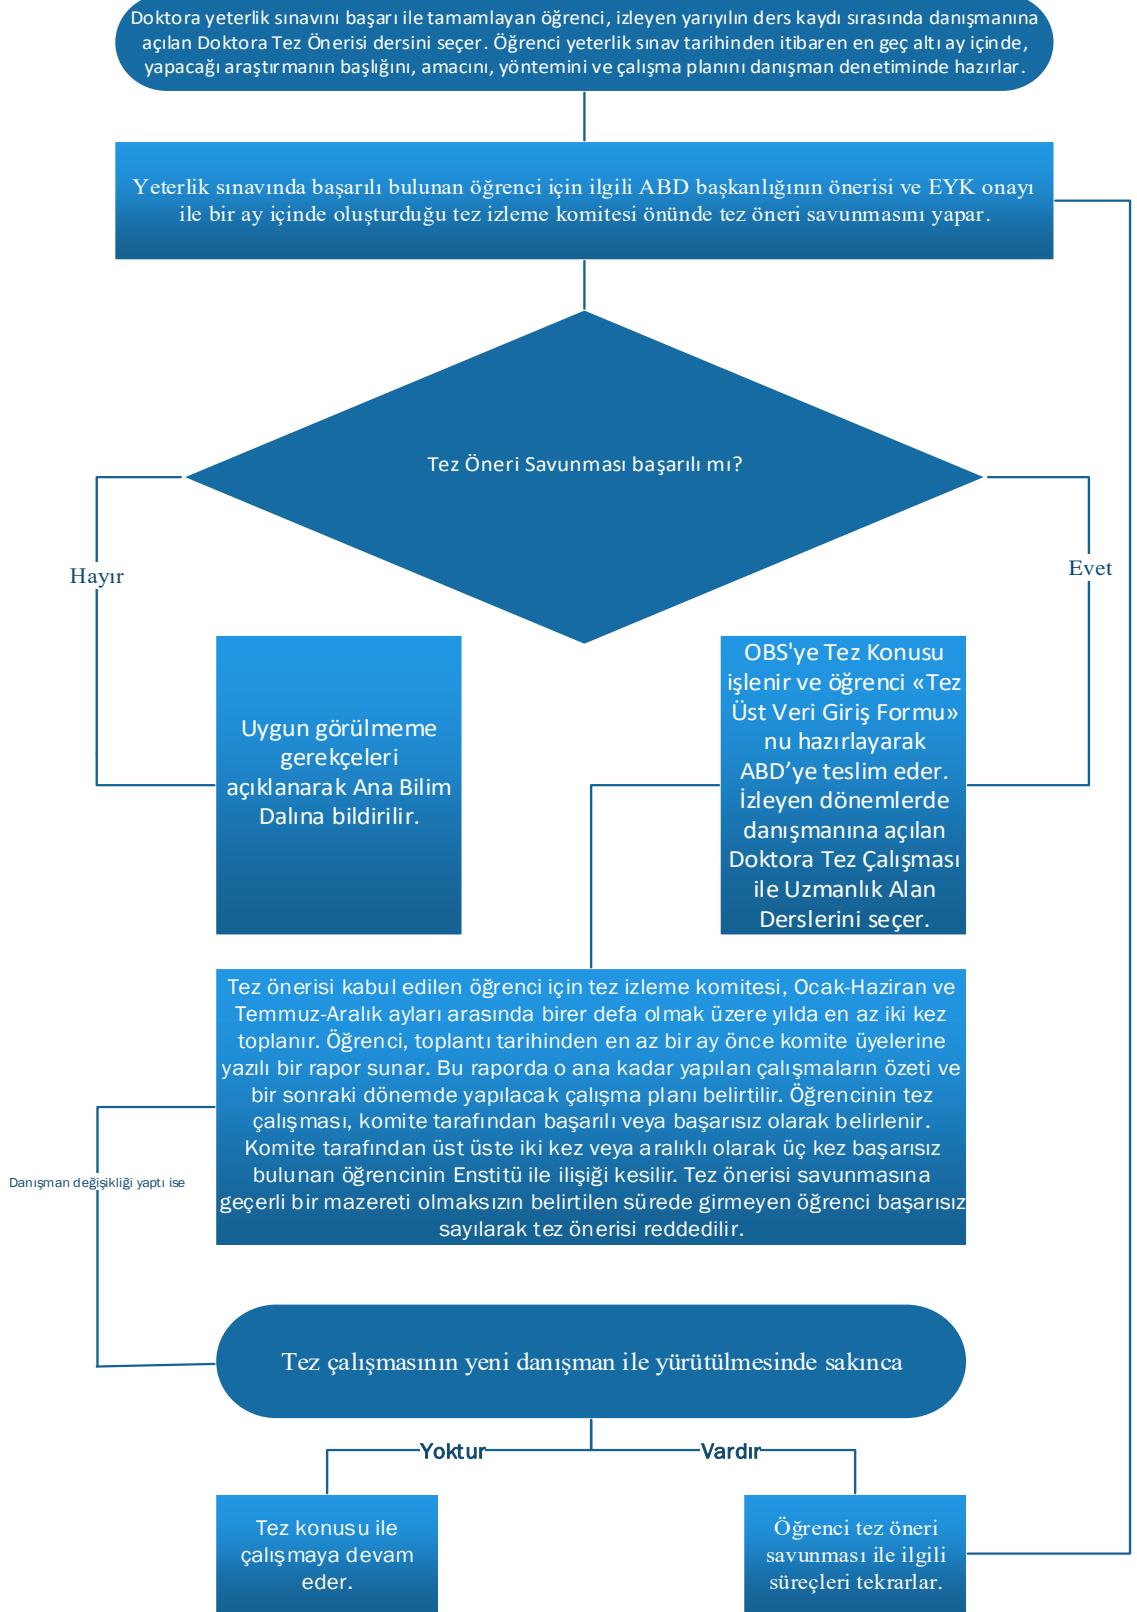 Doktora yeterlik sınavını başarı ile tamamlayan öğrenci, izleyen yarıyılın ders kaydı sırasında danışmanına
açılan Doktora Tez Önerisi dersini seçer. Öğrenci yeterlik sınav tarihinden itibaren en geç altı ay içinde,
yapacağı araştırmanın başlığını, amacını, yöntemini ve çalışma planını danışman denetiminde hazırlar.
Yeterlik sınavında başarılı bulunan öğrenci için ilgili ABD başkanlığının önerisi ve EYK onayı
ile bir ay içinde oluşturduğu tez izleme komitesi önünde tez öneri savunmasını yapar.
Tez Öneri Savunması başarılı mı?
Hayır
Evet
Uygun görülmeme
gerekçeleri
açıklanarak Ana Bilim
Dalına bildirilir.
OBS'ye Tez Konusu
işlenir ve öğrenci «Tez
Üst Veri Giriş Formu»
nu hazırlayarak
ABD’ye teslim eder.
İzleyen dönemlerde
danışmanına açılan
Doktora Tez Çalışması
ile Uzmanlık Alan
Derslerini seçer.
Tez önerisi kabul edilen öğrenci için tez izleme komitesi, Ocak-Haziran ve
Temmuz-Aralık ayları arasında birer defa olmak üzere yılda en az iki kez
toplanır. Öğrenci, toplantı tarihinden en az bir ay önce komite üyelerine
yazılı bir rapor sunar. Bu raporda o ana kadar yapılan çalışmaların özeti ve
bir sonraki dönemde yapılacak çalışma planı belirtilir. Öğrencinin tez
çalışması, komite tarafından başarılı veya başarısız olarak belirlenir.
Komite tarafından üst üste iki kez veya aralıklı olarak üç kez başarısız
bulunan öğrencinin Enstitü ile ilişiği kesilir. Tez önerisi savunmasına
geçerli bir mazereti olmaksızın belirtilen sürede girmeyen öğrenci başarısız
sayılarak tez önerisi reddedilir.
Danışman değişikliği yaptı ise
Tez çalışmasının yeni danışman ile yürütülmesinde sakınca
Yoktur
Vardır
Tez konusu ile
çalışmaya devam
eder.
Öğrenci tez öneri
savunması ile ilgili
süreçleri tekrarlar.